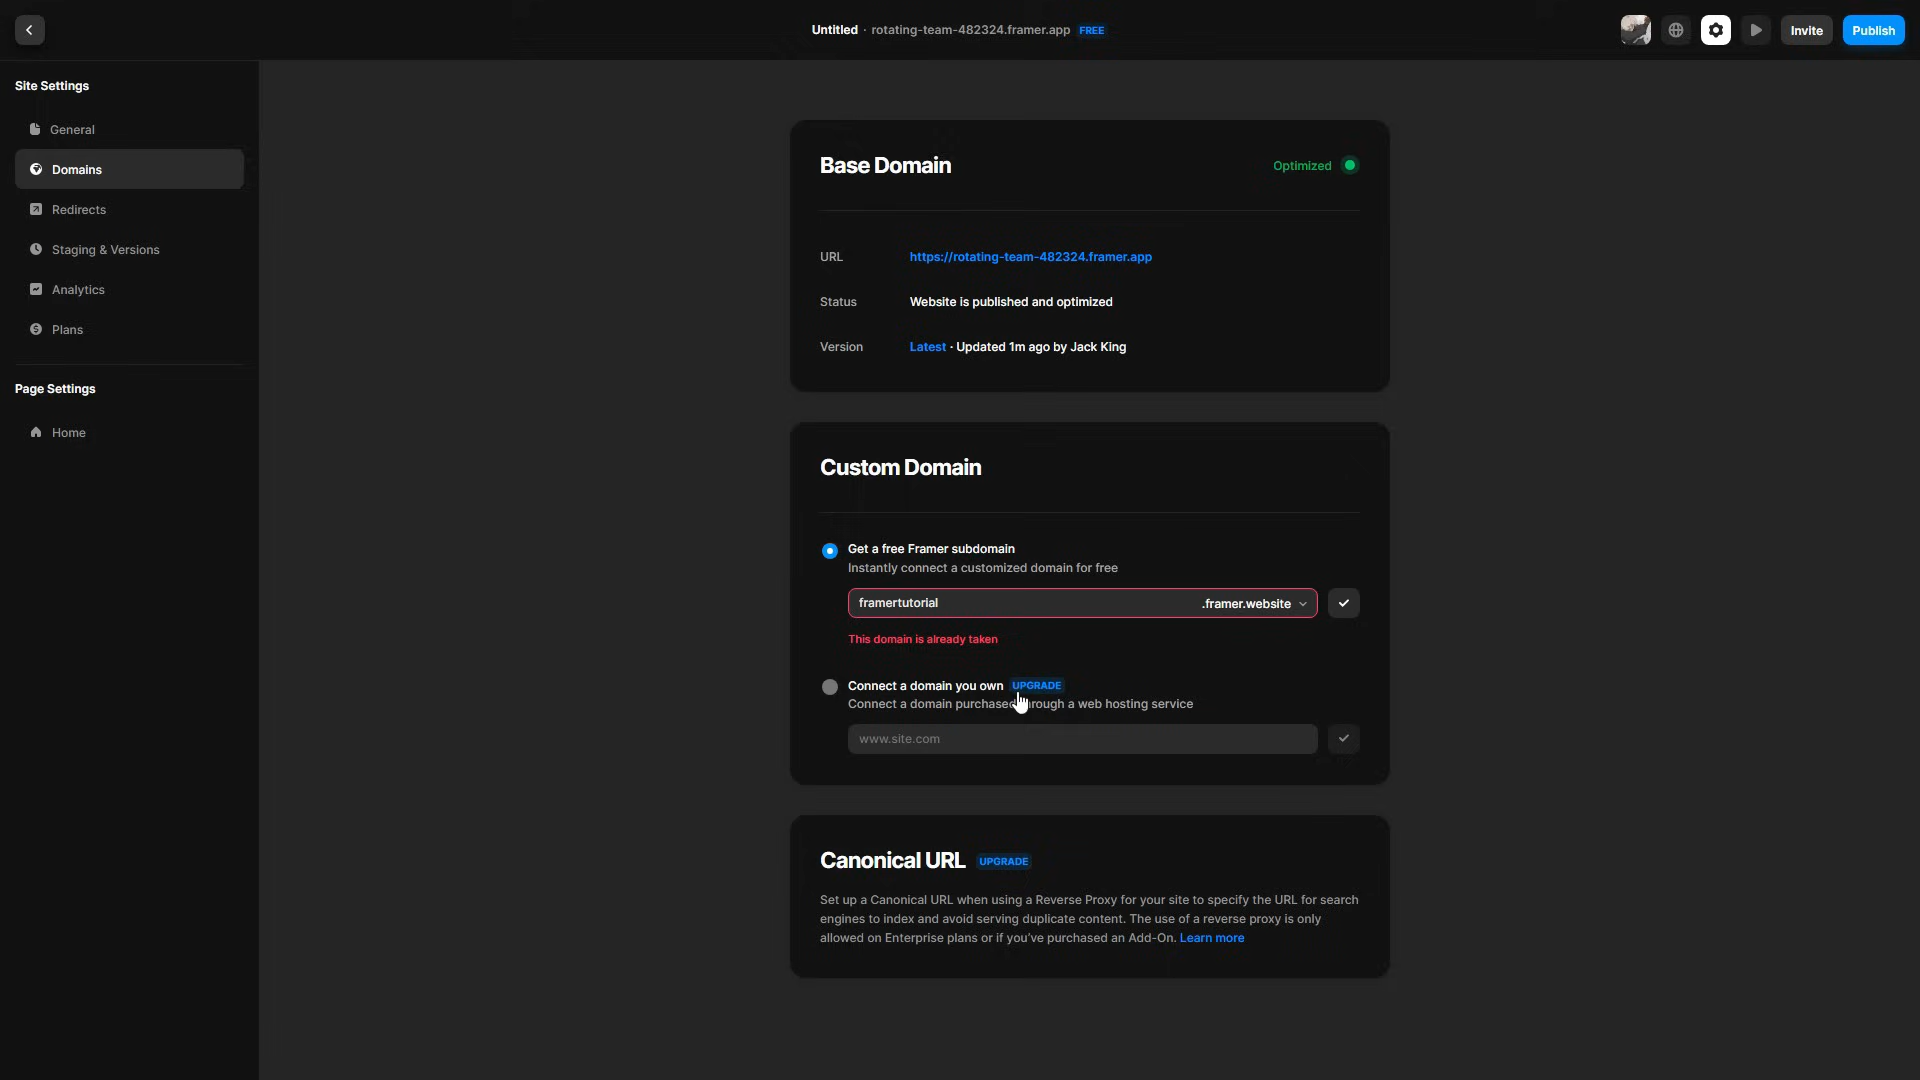 Untitled · rotating-team-482324.framer.app FREE
Invite
Publish
Site Settings
General
Domains
Redirects
Staging & Versions
Analytics
Plans
Page Settings
Home
Base Domain
Optimized
URL https://rotating-team-482324.framer.app
Status Website is published and optimized
Version Latest · Updated 1m ago by Jack King
Custom Domain
Get a free Framer subdomain
Instantly connect a customized domain for free
framertutorial .framer.website
This domain is already taken
Connect a domain you own UPGRADE
Connect a domain purchased through a web hosting service
www.site.com
Canonical URL UPGRADE
Set up a Canonical URL when using a Reverse Proxy for your site to specify the URL for search
engines to index and avoid serving duplicate content. The use of a reverse proxy is only
allowed on Enterprise plans or if you've purchased an Add-On. Learn more